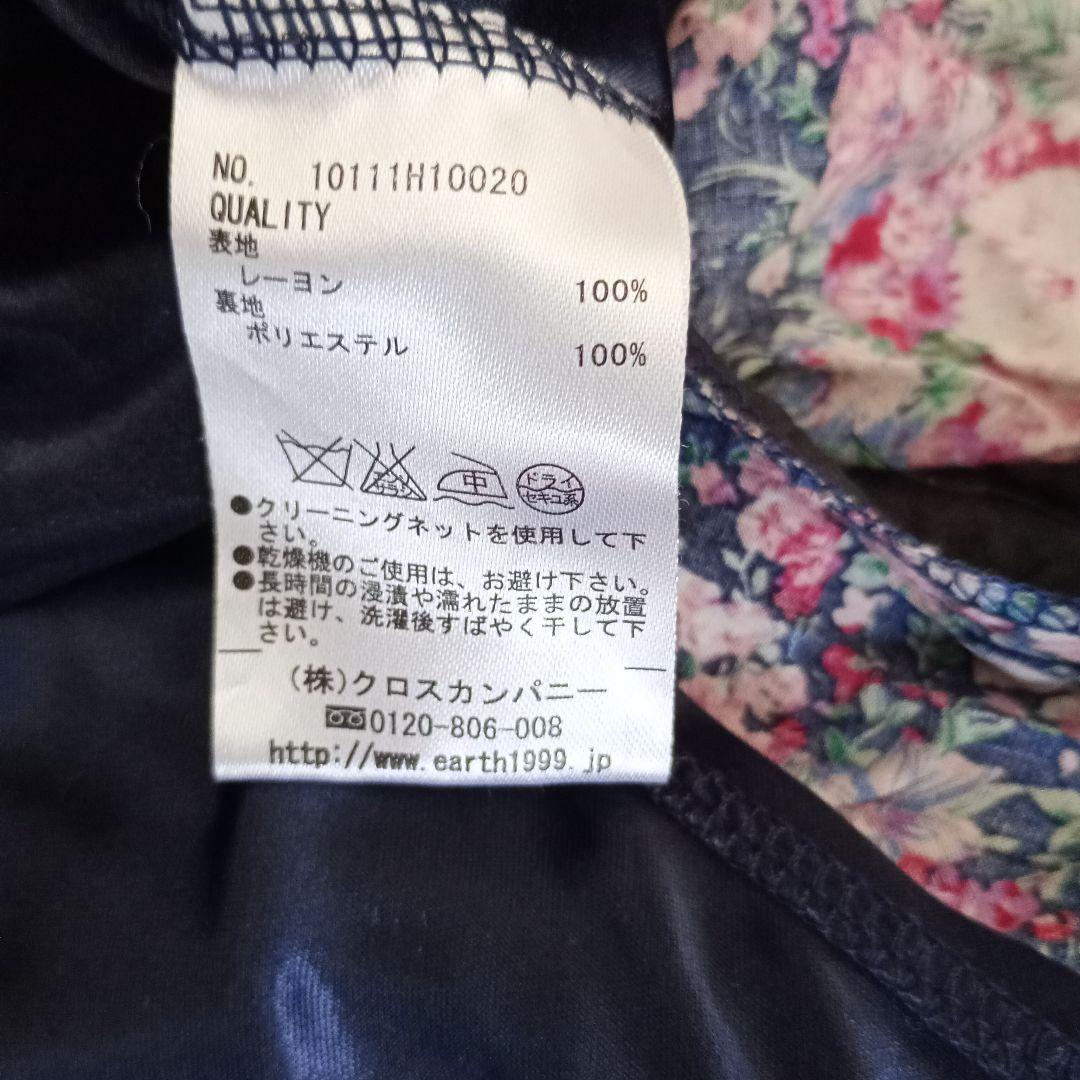 NO. 10111H10020
QUALITY
表地
レーヨン 100%
裏地
ポリエステル 100%
中 ドライ
セキユ系
●クリーニングネットを使用して下
さい。
●乾燥機のご使用は、お避け下さい。
●長時間の浸漬や濡れたままの放置
は避け、洗濯後すばやく干して下
さい。
(株)クロスカンパニー
0120-806-008
http://www.earth1999.jp